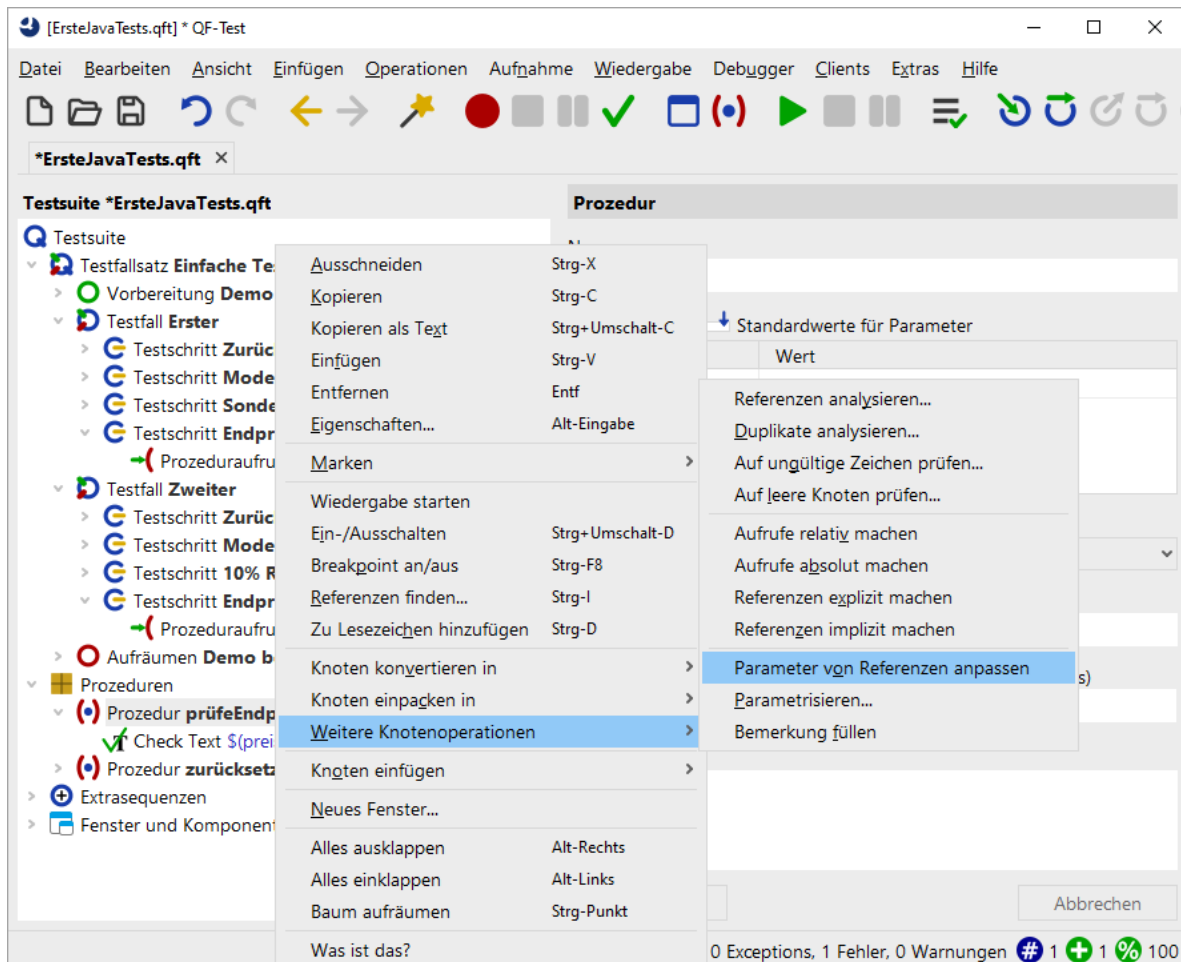 [ErsteJavaTests.qft] * QF-Test
Datei Bearbeiten Ansicht Einfügen Operationen Aufnahme Wiedergabe Debugger Clients Extras Hilfe
*ErsteJavaTests.qft
Testsuite *ErsteJavaTests.qft
Testsuite
Testfallsatz Einfache Te
Vorbereitung Demo
Testfall Erster
Testschritt Zurüc
Testschritt Mode
Testschritt Sonde
Testschritt Endpr
Prozeduraufru
Testfall Zweiter
Testschritt Zurüc
Testschritt Mode
Testschritt 10% R
Testschritt Endpr
Prozeduraufru
Aufräumen Demo b
Prozeduren
Prozedur prüfeEndp
Check Text $(prei
Prozedur zurücksetz
Extrasequenzen
Fenster und Komponen
Ausschneiden Strg-X
Kopieren Strg-C
Kopieren als Text Strg+Umschalt-C
Einfügen Strg-V
Entfernen Entf
Eigenschaften... Alt-Eingabe
Marken
Wiedergabe starten
Ein-/Ausschalten Strg+Umschalt-D
Breakpoint an/aus Strg-F8
Referenzen finden... Strg-I
Zu Lesezeichen hinzufügen Strg-D
Knoten konvertieren in
Knoten einpacken in
Weitere Knotenoperationen
Knoten einfügen
Neues Fenster...
Alles ausklappen Alt-Rechts
Alles einklappen Alt-Links
Baum aufräumen Strg-Punkt
Was ist das?
Prozedur
Standardwerte für Parameter
Wert
Referenzen analysieren...
Duplikate analysieren...
Auf ungültige Zeichen prüfen...
Auf leere Knoten prüfen...
Aufrufe relativ machen
Aufrufe absolut machen
Referenzen explizit machen
Referenzen implizit machen
Parameter von Referenzen anpassen
Parametrisieren...
Bemerkung füllen
s)
Abbrechen
0 Exceptions, 1 Fehler, 0 Warnungen # 1 + 1 % 100